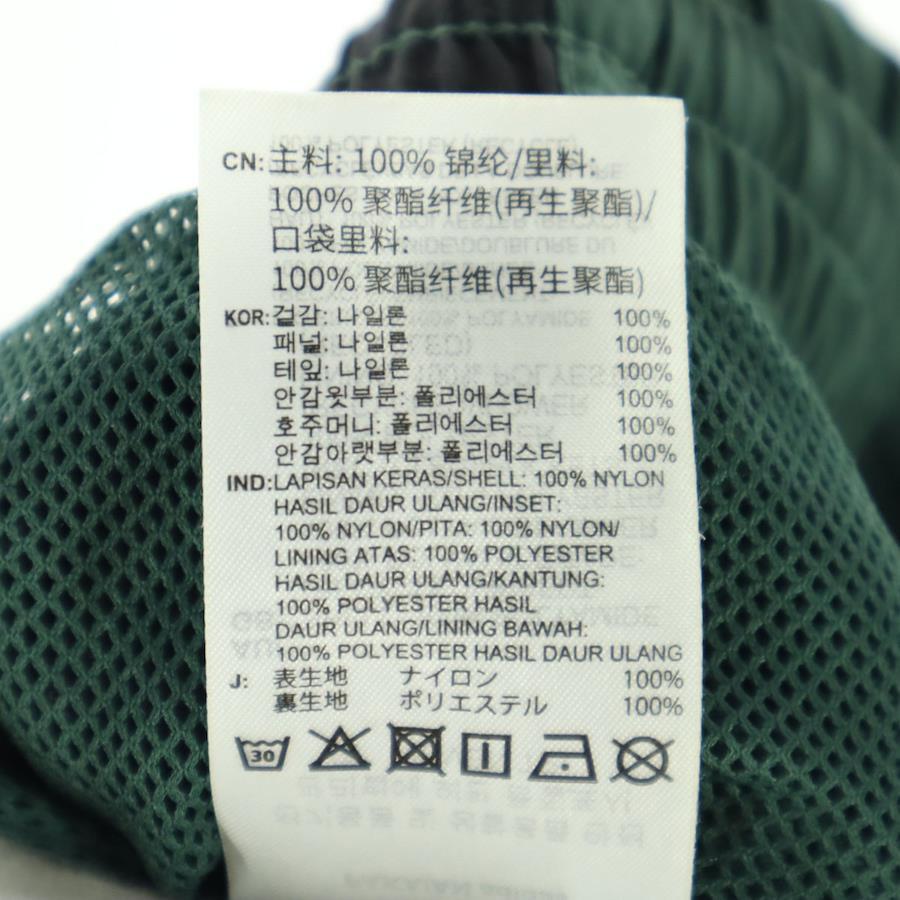 CN: 主料: 100% 锦纶/里料:
100% 聚酯纤维(再生聚酯)/
口袋里料:
100% 聚酯纤维(再生聚酯)
KOR: 겉감: 나일론 100%
패널: 나일론 100%
테잎: 나일론 100%
안감윗부분: 폴리에스터 100%
호주머니: 폴리에스터 100%
안감아랫부분: 폴리에스터 100%
IND: LAPISAN KERAS/SHELL: 100% NYLON
HASIL DAUR ULANG/INSET:
100% NYLON/PITA: 100% NYLON/
LINING ATAS: 100% POLYESTER
HASIL DAUR ULANG/KANTUNG:
100% POLYESTER HASIL
DAUR ULANG/LINING BAWAH:
100% POLYESTER HASIL DAUR ULANG
J: 表生地 ナイロン 100%
裏生地 ポリエステル 100%
30